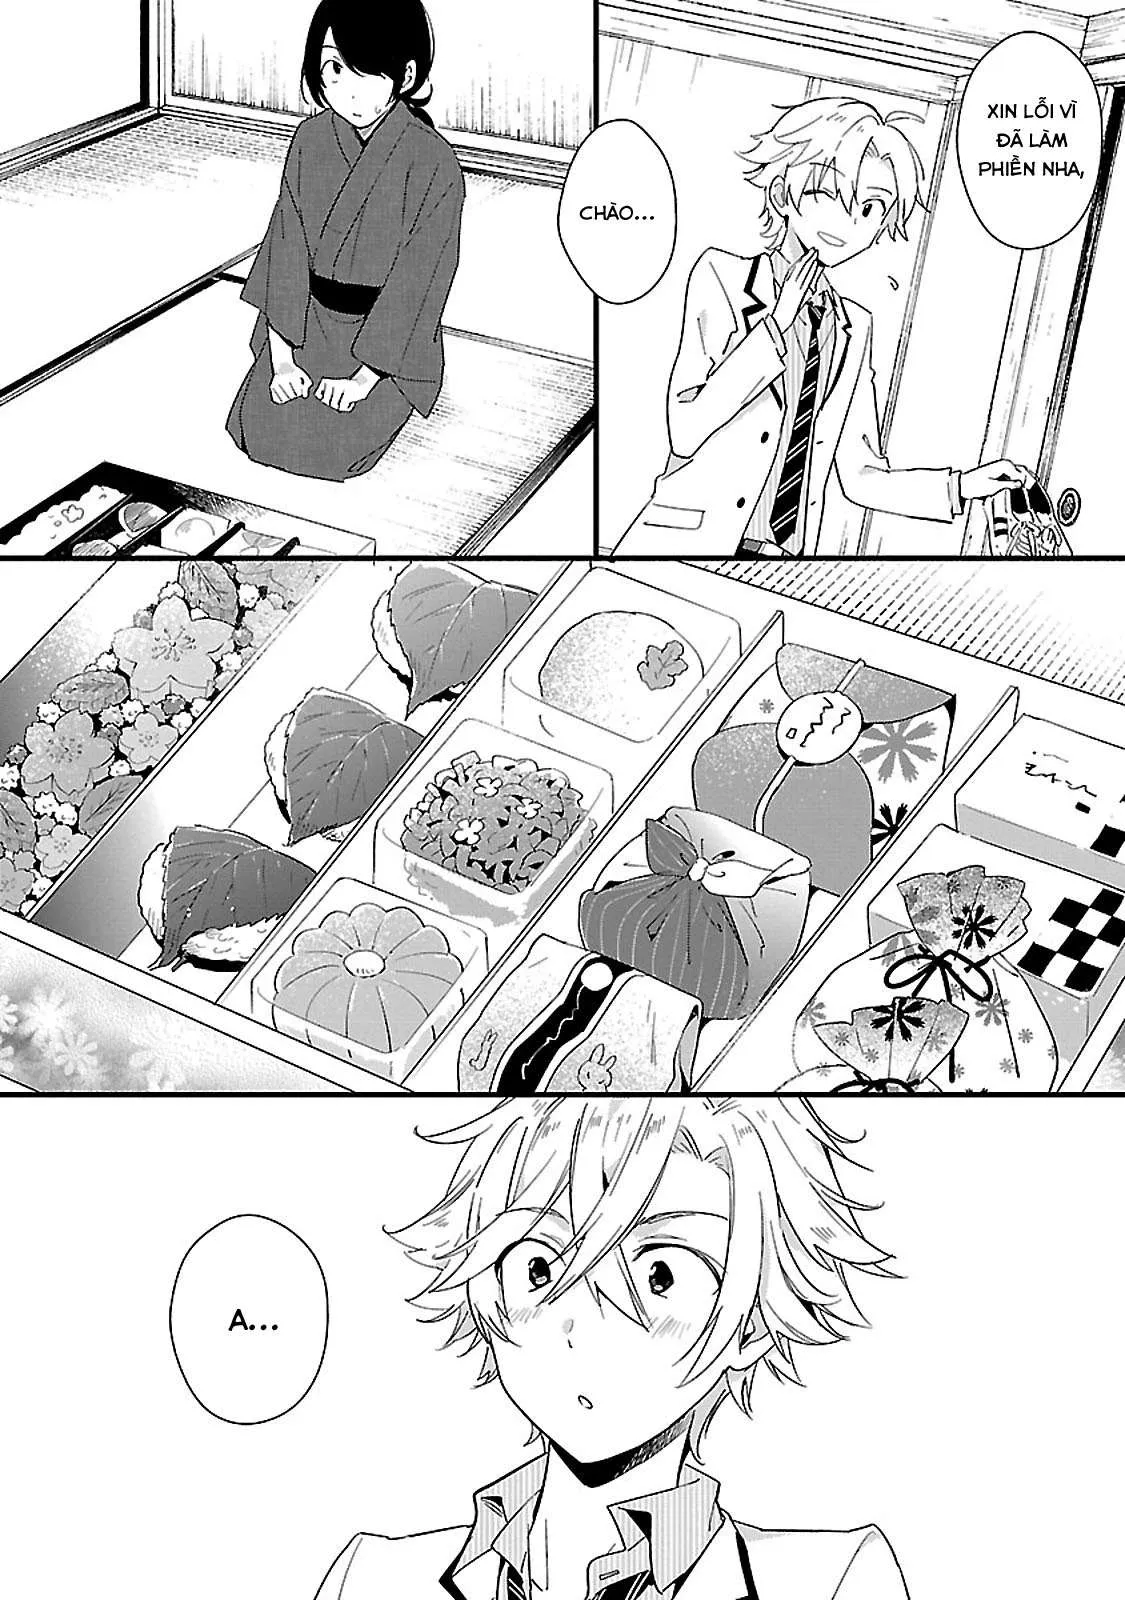 XIN LỖI VÌ
ĐÃ LÀM
PHIỀN NHA,
CHÀO...
A...